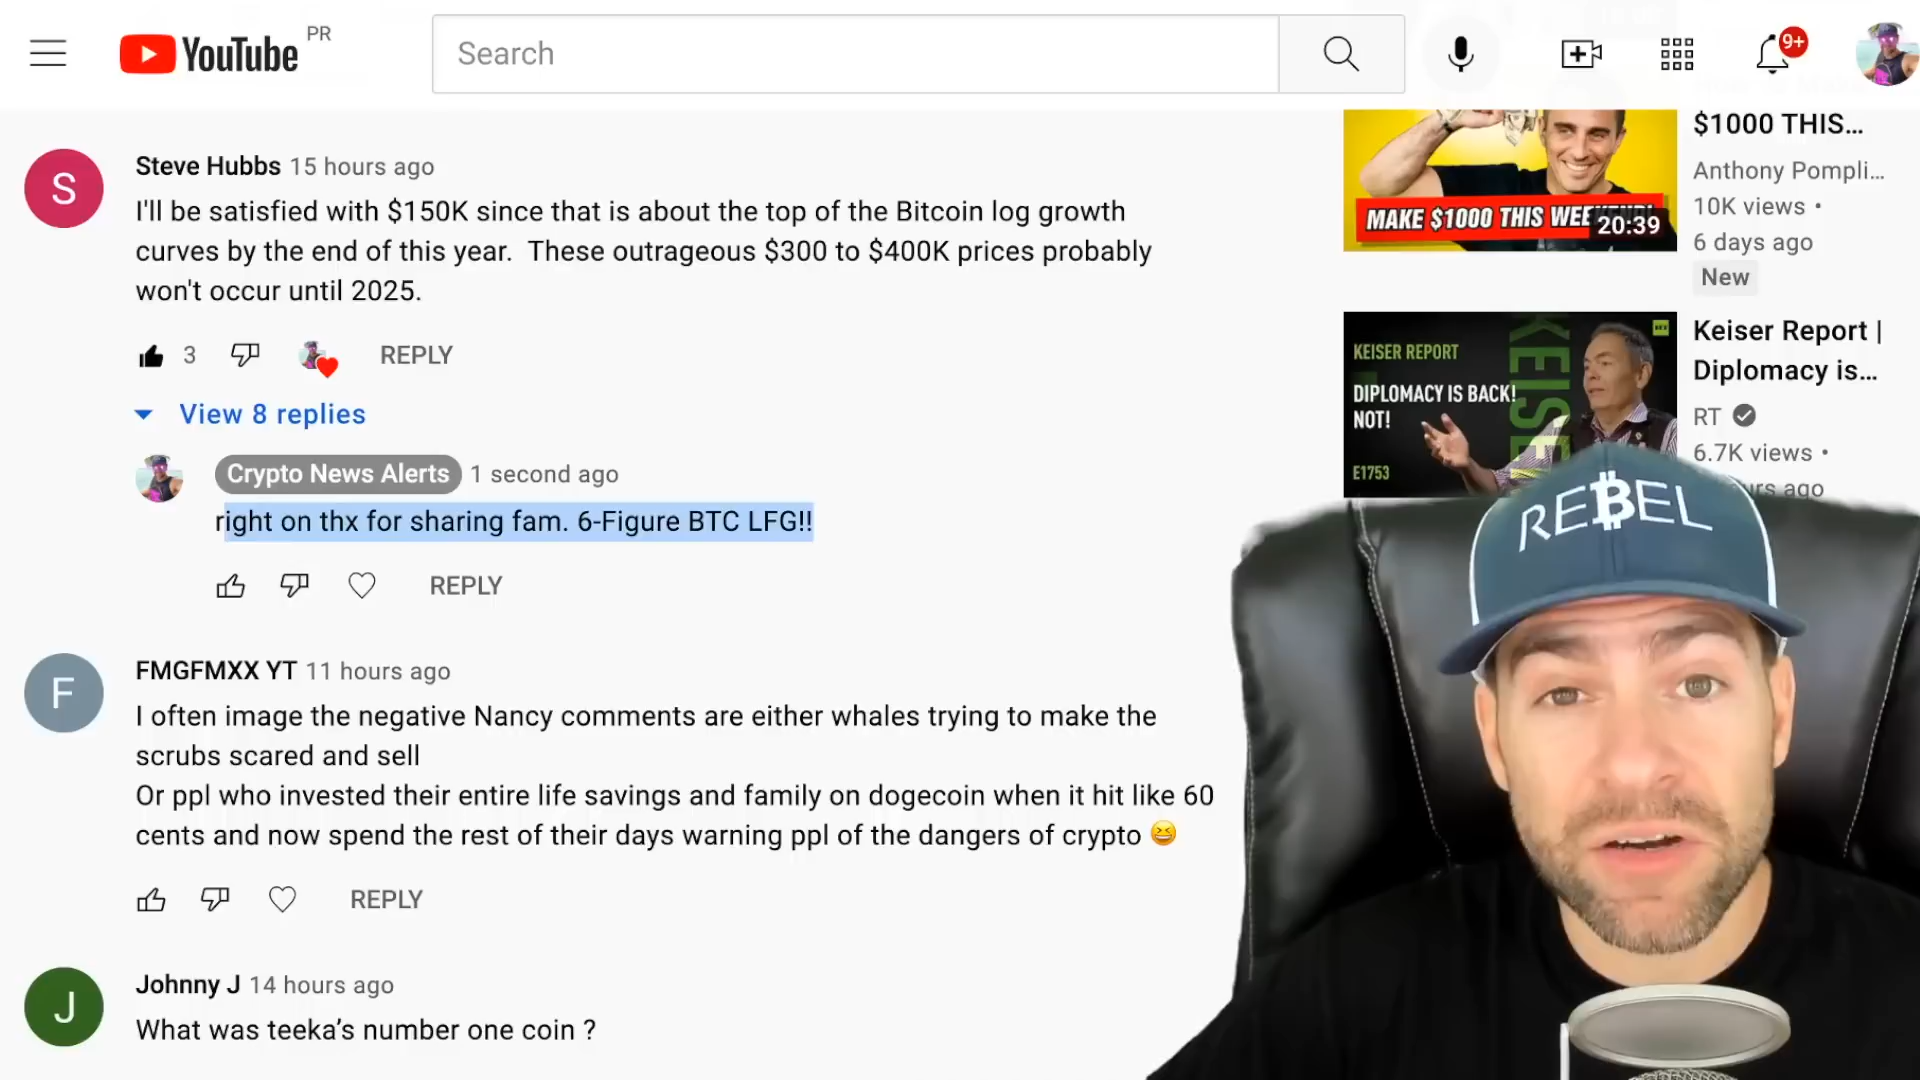 YouTube PR
Search
9+
S
Steve Hubbs 15 hours ago
I'll be satisfied with $150K since that is about the top of the Bitcoin log growth
curves by the end of this year.  These outrageous $300 to $400K prices probably
won't occur until 2025.
3
REPLY
View 8 replies
Crypto News Alerts 1 second ago
right on thx for sharing fam. 6-Figure BTC LFG!!
REPLY
F
FMGFMXX YT 11 hours ago
I often image the negative Nancy comments are either whales trying to make the
scrubs scared and sell
Or ppl who invested their entire life savings and family on dogecoin when it hit like 60
cents and now spend the rest of their days warning ppl of the dangers of crypto 😆
REPLY
J
Johnny J 14 hours ago
What was teeka’s number one coin ?
MAKE $1000 THIS
20:39
$1000 THIS...
Anthony Pompli...
10K views •
6 days ago
New
KEISER REPORT
DIPLOMACY IS BACK!
NOT!
E1753
KEISE
Keiser Report |
Diplomacy is...
RT
6.7K views •
ago
RE₿EL